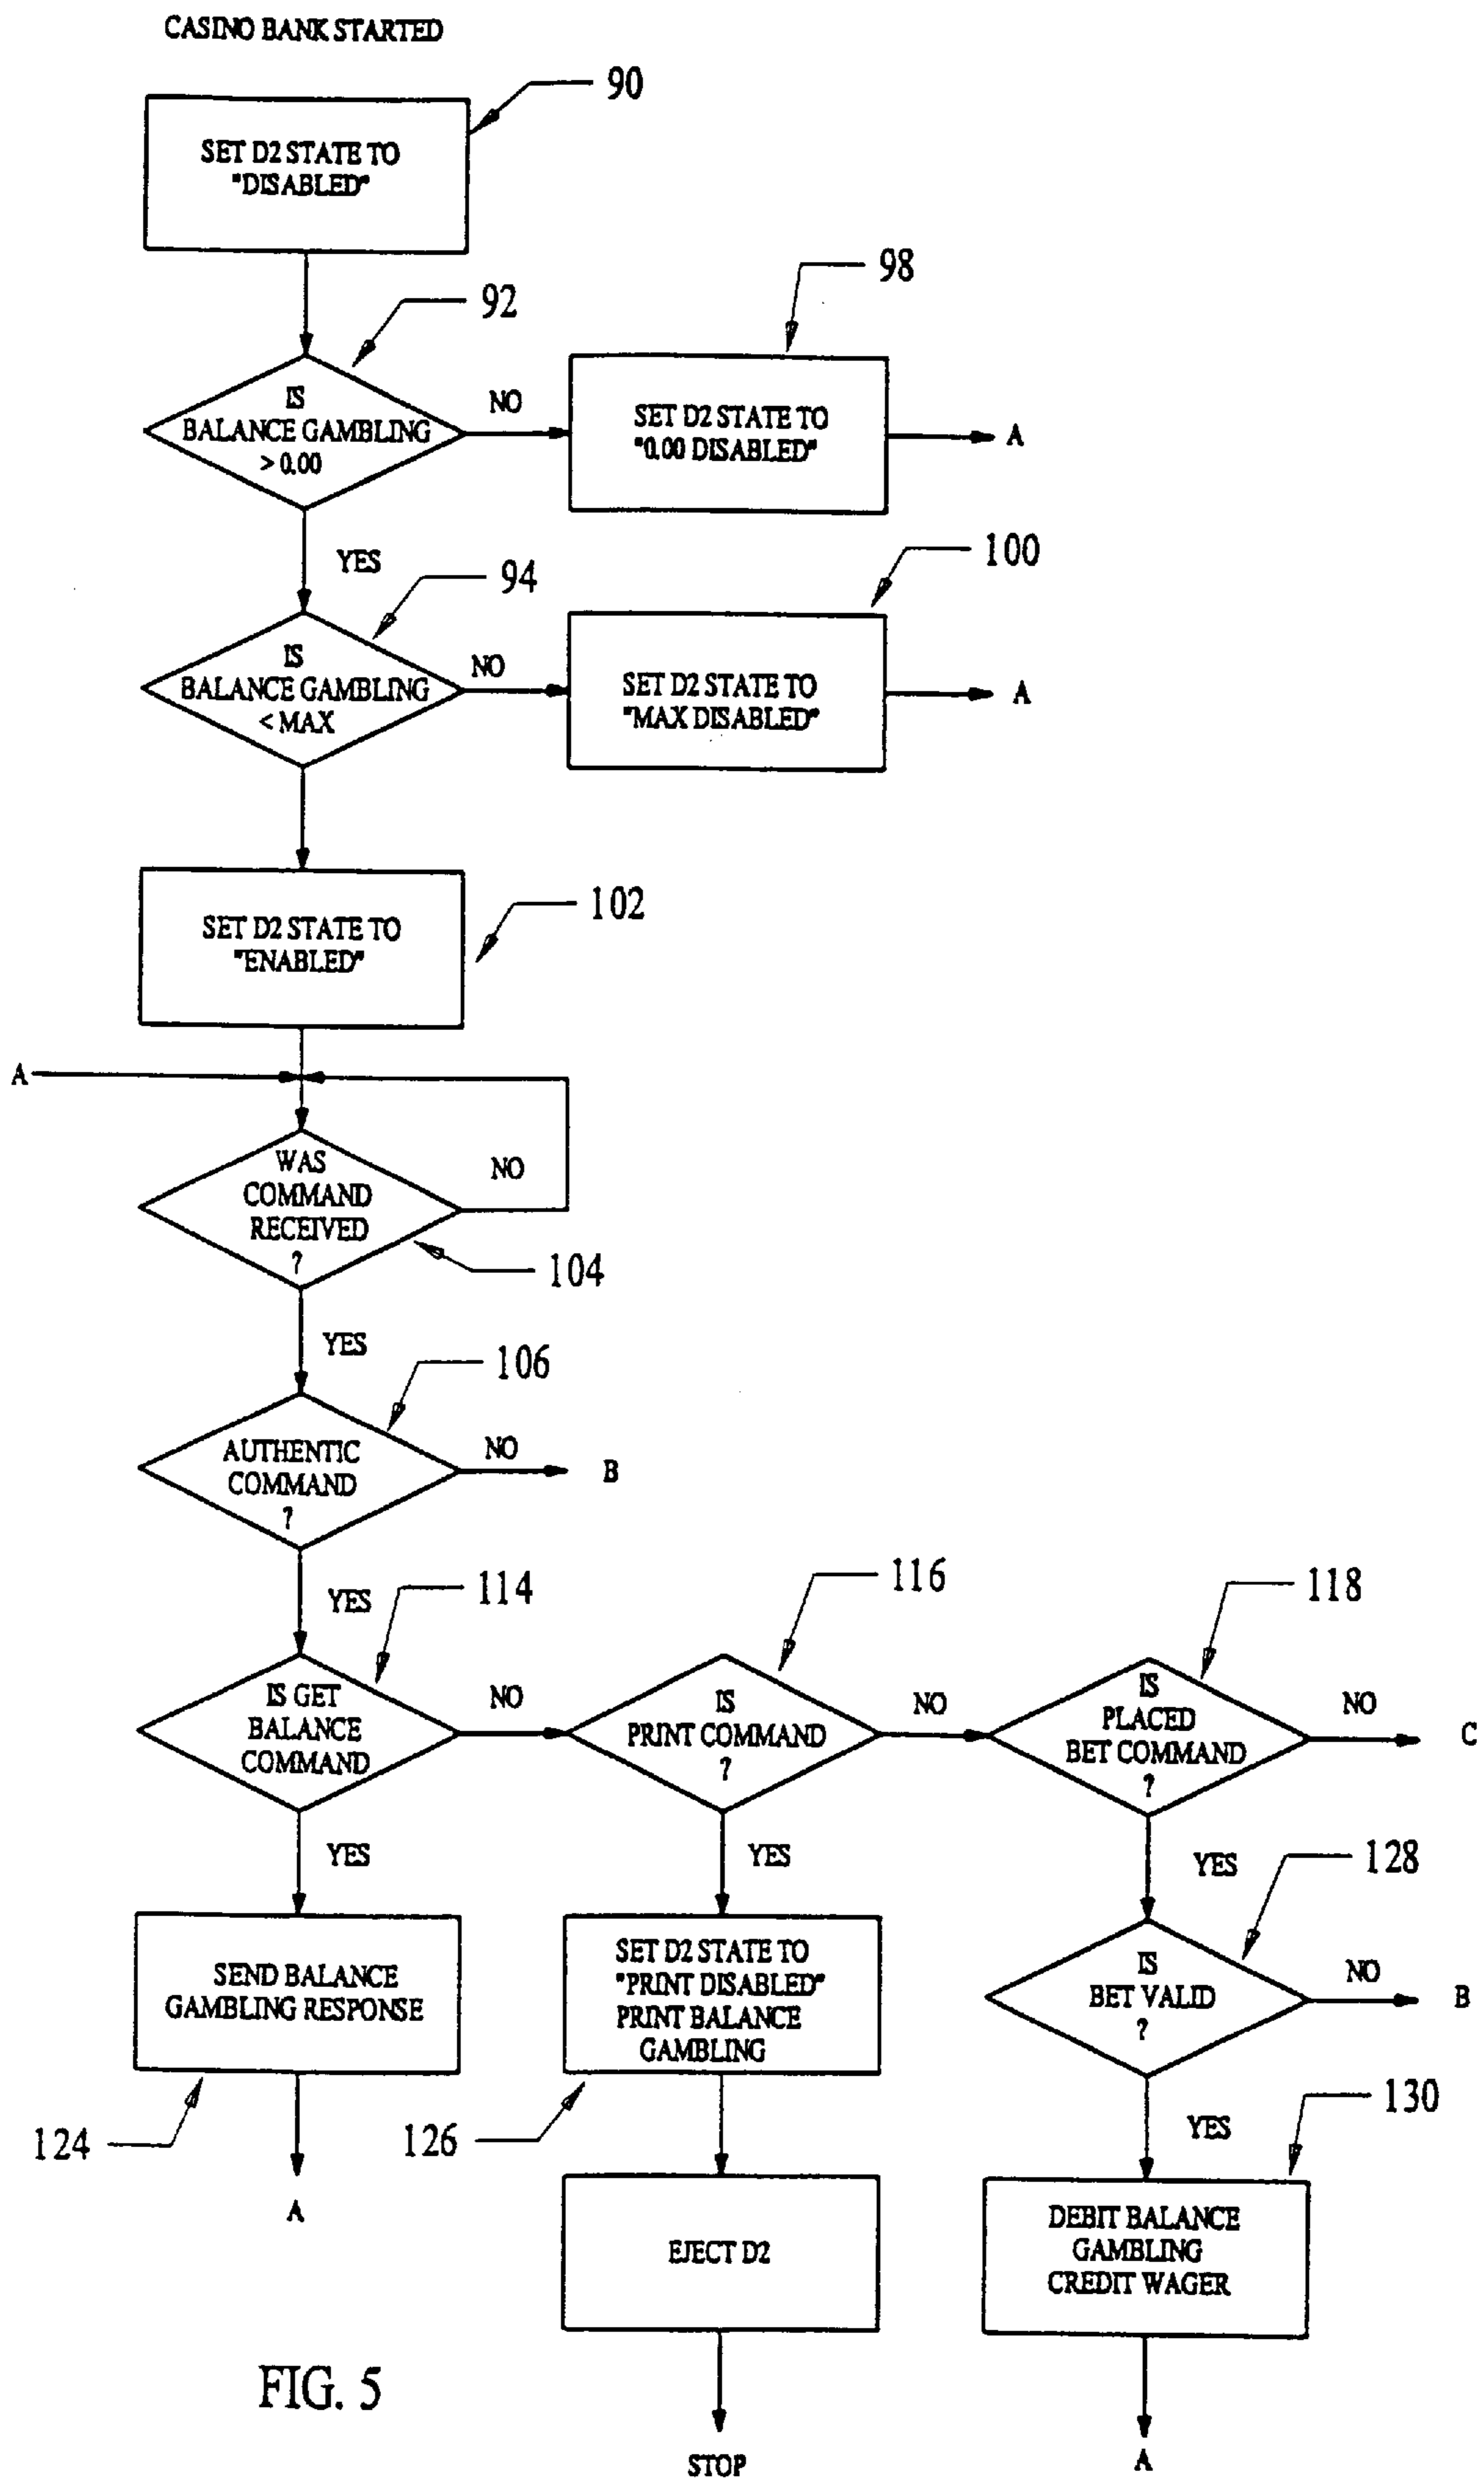 CASINO BANK STARTED
90
SET D2 STATE TO
"DISABLED"
98
92
IS
BALANCE GAMBLING
> 0.00
NO
SET D2 STATE TO
"0.00 DISABLED"
A
YES
94
100
IS
BALANCE GAMBLING
< MAX
NO
SET D2 STATE TO
"MAX DISABLED"
A
SET D2 STATE TO
"ENABLED"
102
A
WAS
COMMAND
RECEIVED
?
NO
104
YES
106
AUTHENTIC
COMMAND
?
NO
B
YES
114
116
118
IS GET
BALANCE
COMMAND
NO
IS
PRINT COMMAND
?
NO
IS
PLACED
BET COMMAND
?
NO
C
YES
YES
YES
128
SEND BALANCE
GAMBLING RESPONSE
SET D2 STATE TO
"PRINT DISABLED"
PRINT BALANCE
GAMBLING
IS
BET VALID
?
NO
B
124
126
YES
130
A
EJECT D2
DEBIT BALANCE
GAMBLING
CREDIT WAGER
FIG. 5
STOP
A